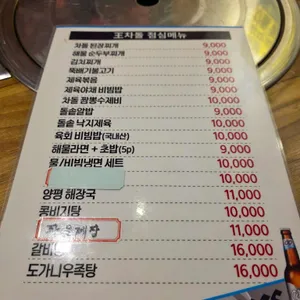 王차돌 점심메뉴
차돌 된장찌개 9,000
해물 순두부찌개 9,000
김치찌개 9,000
뚝배기불고기 9,000
제육볶음 9,000
제육야채 비빔밥 9,000
차돌 짬뽕수제비 10,000
돌솥알밥 9,000
돌솥 낙지제육 10,000
육회 비빔밥(국내산) 10,000
해물라면 + 초밥(5p) 9,000
물/비빔냉면 세트 10,000
10,000
양평 해장국 11,000
콩비지탕 10,000
11,000
갈비 16,000
도가니우족탕 16,000